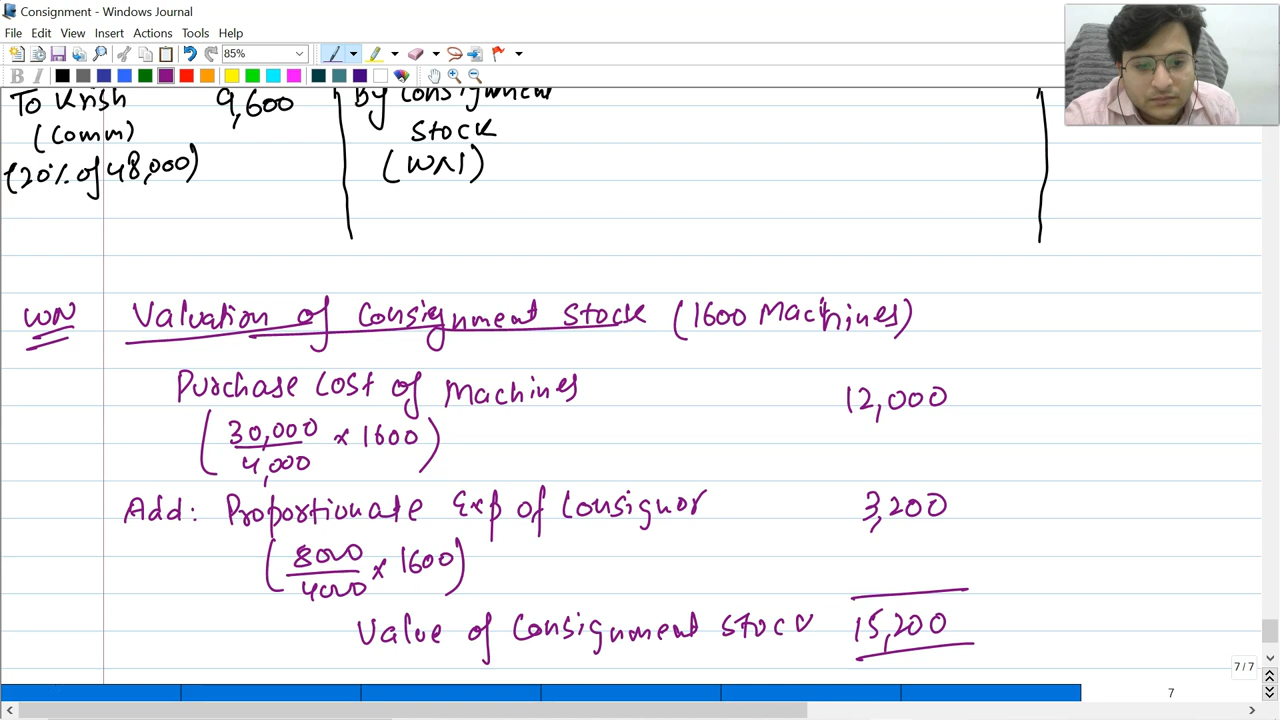 Consignment - Windows Journal
File Edit View Insert Actions Tools Help
85%
B I
To Krish 9,600 By Consignment
(Comm) Stock
(20% of 48,000) (WN1)
WN Valuation of Consignment Stock (1600 Machines)
Purchase Cost of Machines 12,000
(30,000/4,000 × 1600)
Add: Proportionate Exp of Consignor 3,200
(8000/4000 × 1600)
Value of Consignment Stock 15,200
7 / 7
7